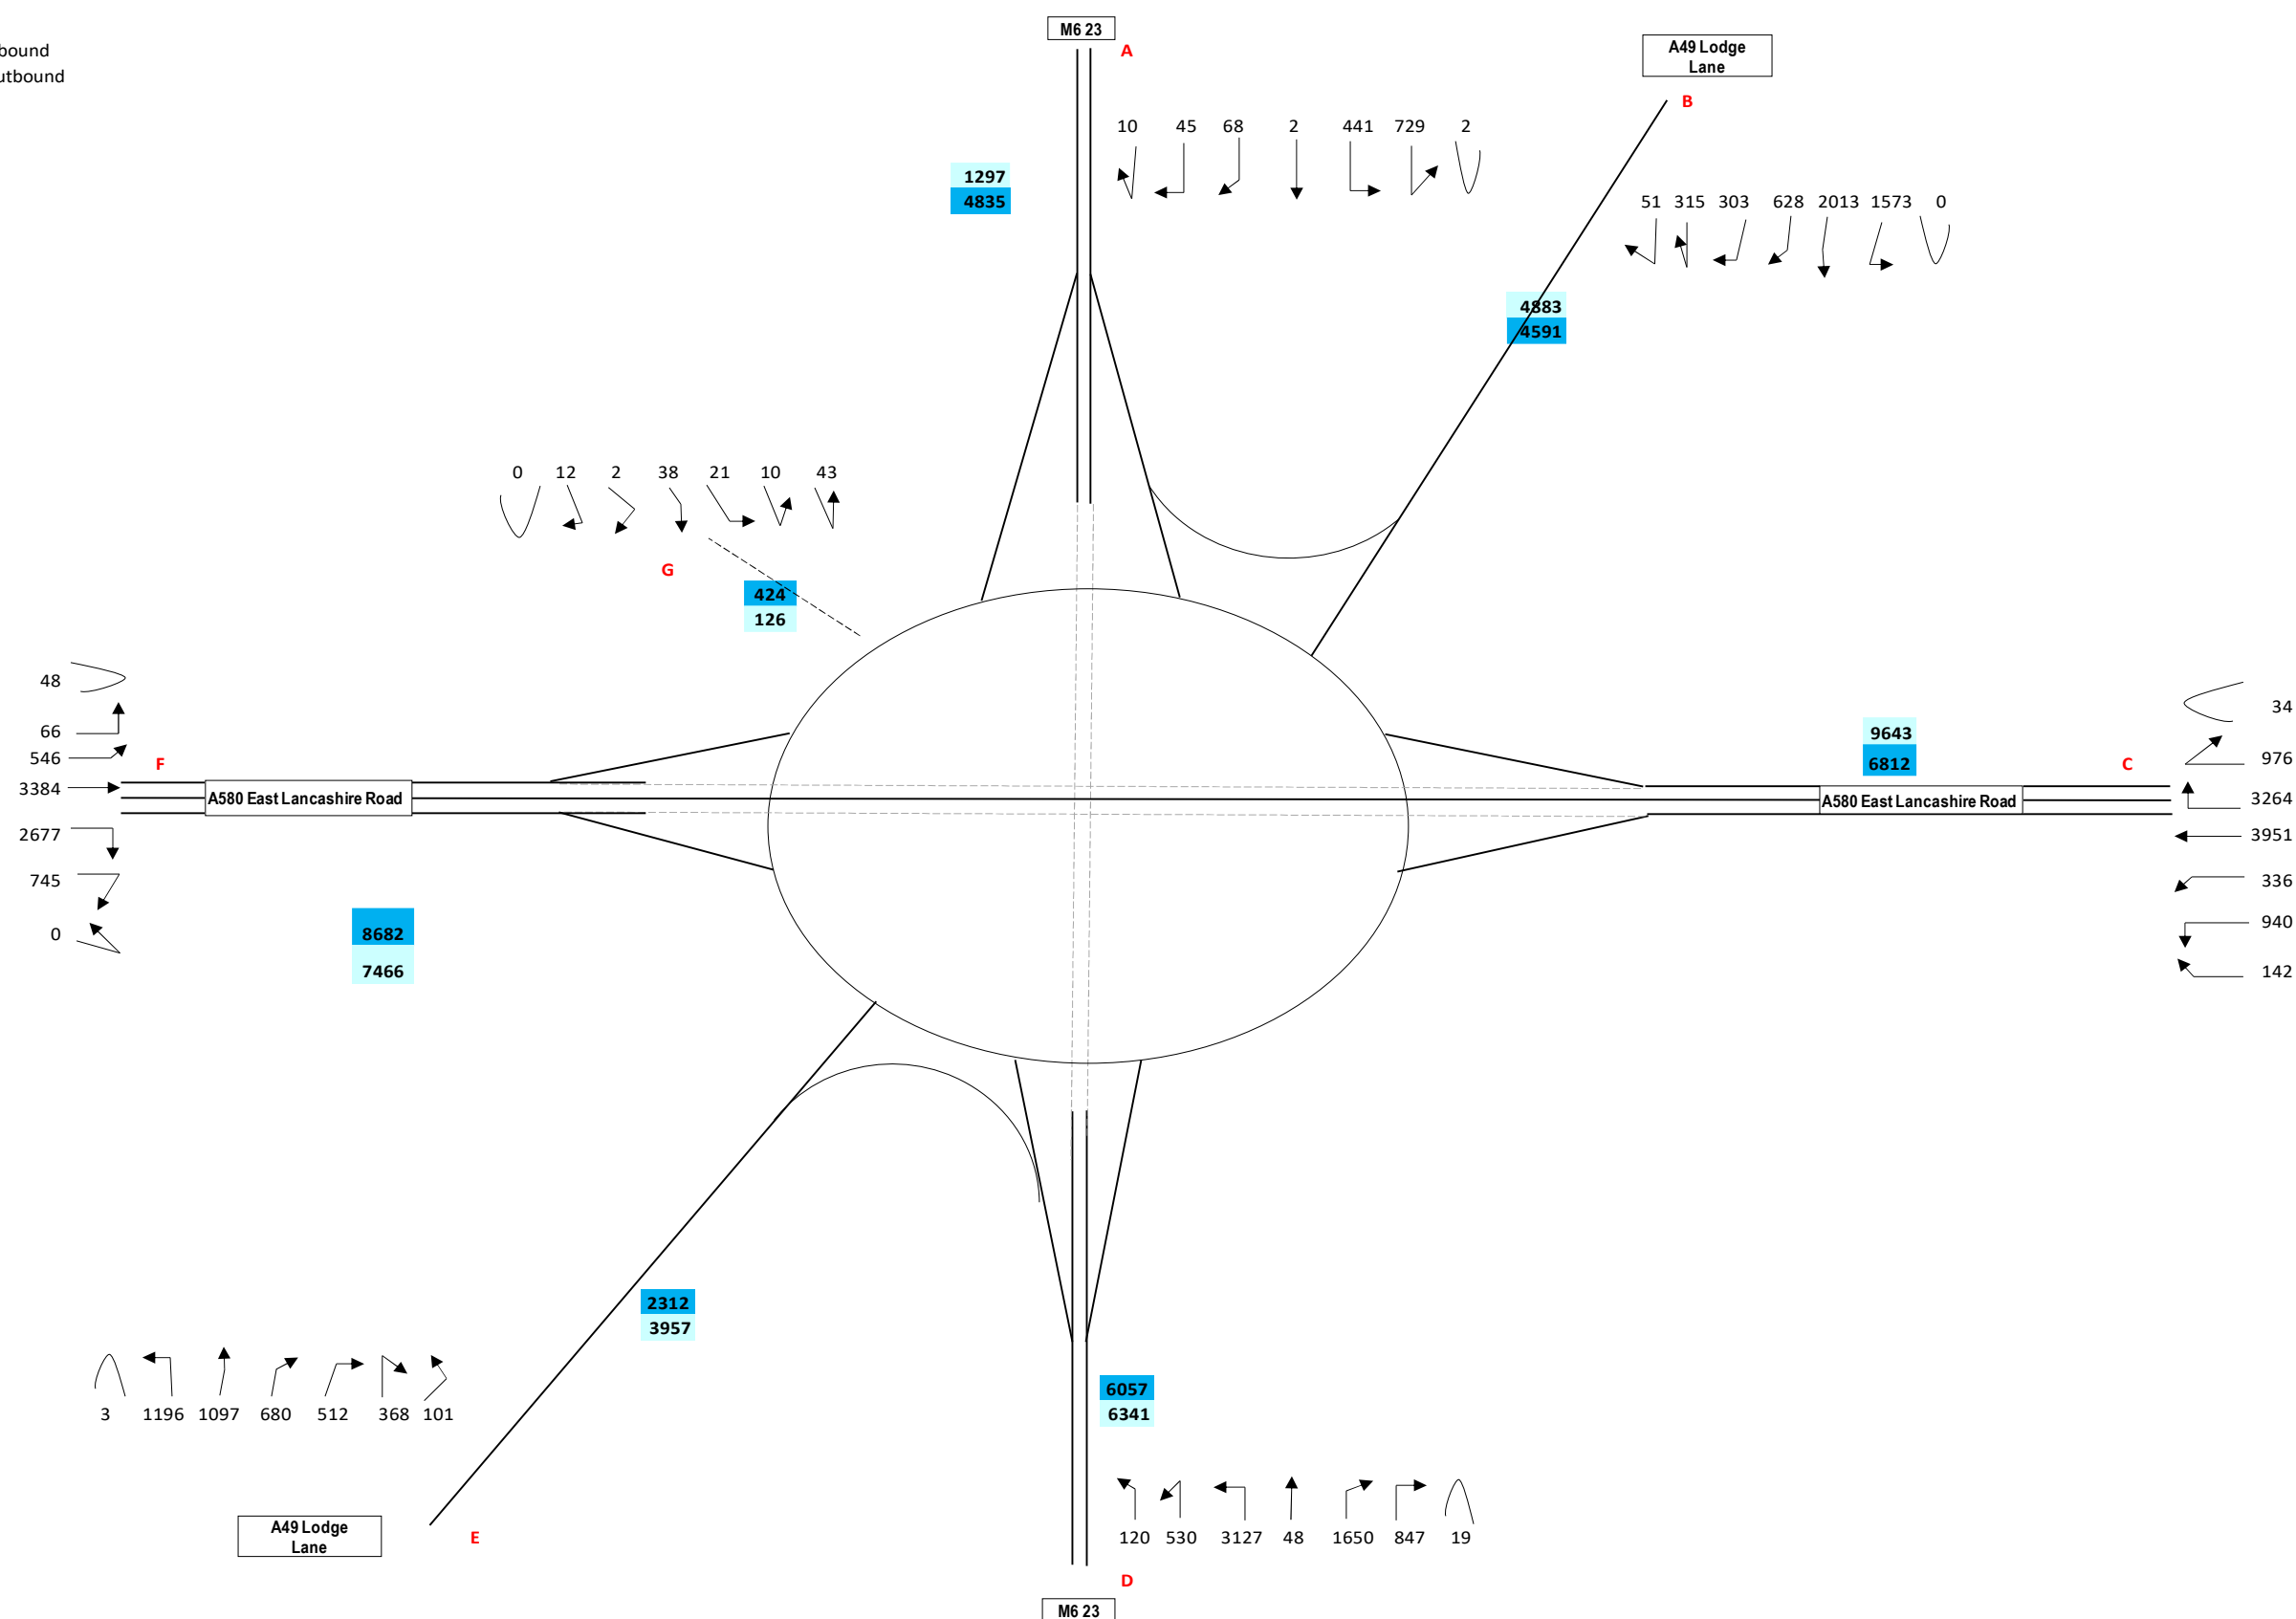 M6 23
A
bound
utbound
A49 Lodge
Lane
B
10 45 68 2 441 729 2
1297
4835
51 315 303 628 2013 1573 0
4883
4591
0 12 2 38 21 10 43
G
424
126
48
66
546
3384
2677
745
0
F
A580 East Lancashire Road
8682
7466
9643
6812
C
A580 East Lancashire Road
34
976
3264
3951
336
940
142
2312
3957
3 1196 1097 680 512 368 101
6057
6341
A49 Lodge
Lane
E
120 530 3127 48 1650 847 19
D
M6 23